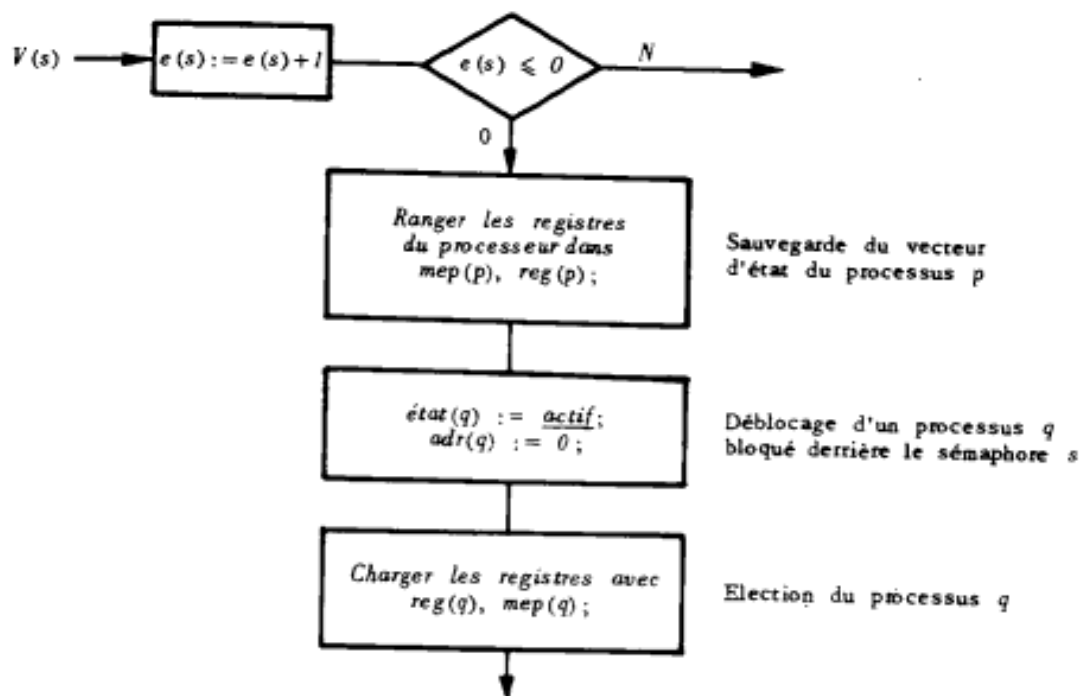 V(s)
e(s) := e(s)+1
e(s) ⩽ 0
N
0
Ranger les registres
du processeur dans
mep(p), reg(p);
Sauvegarde du vecteur
d'état du processus p
état(q) := actif;
adr(q) := 0;
Déblocage d'un processus q
bloqué derrière le sémaphore s
Charger les registres avec
reg(q), mep(q);
Election du processus q